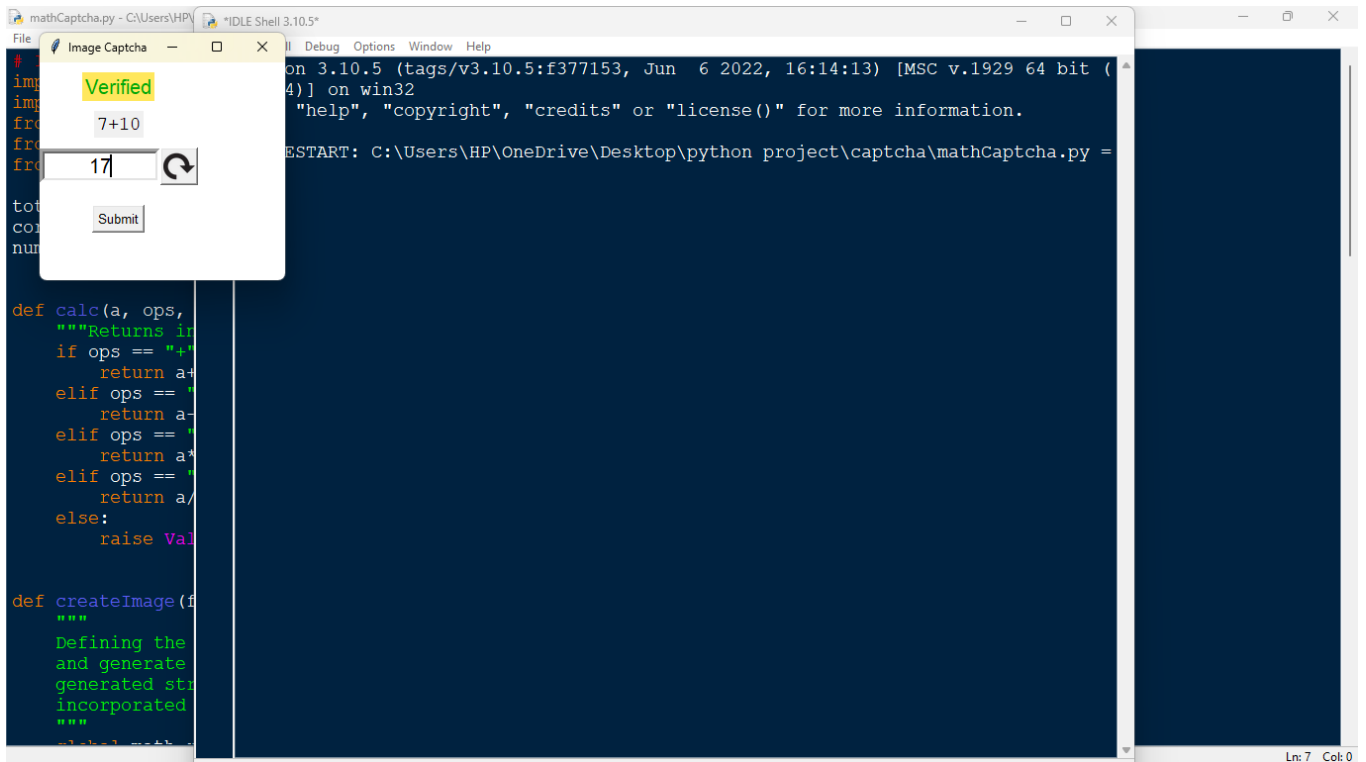 mathCaptcha.py - C:\Users\HP\
File
imp
imp
fro
fro
fro
tot
cor
num
def calc(a, ops,
"""Returns in
if ops == "+"
return a+
elif ops == "
return a-
elif ops == "
return a*
elif ops == "
return a/
else:
raise Val
def createImage(f
"""
Defining the
and generate
generated str
incorporated
"""
Image Captcha
Verified
7+10
17
Submit
*IDLE Shell 3.10.5*
Debug Options Window Help
on 3.10.5 (tags/v3.10.5:f377153, Jun 6 2022, 16:14:13) [MSC v.1929 64 bit (
4)] on win32
"help", "copyright", "credits" or "license()" for more information.
ESTART: C:\Users\HP\OneDrive\Desktop\python project\captcha\mathCaptcha.py =
Ln: 7 Col: 0